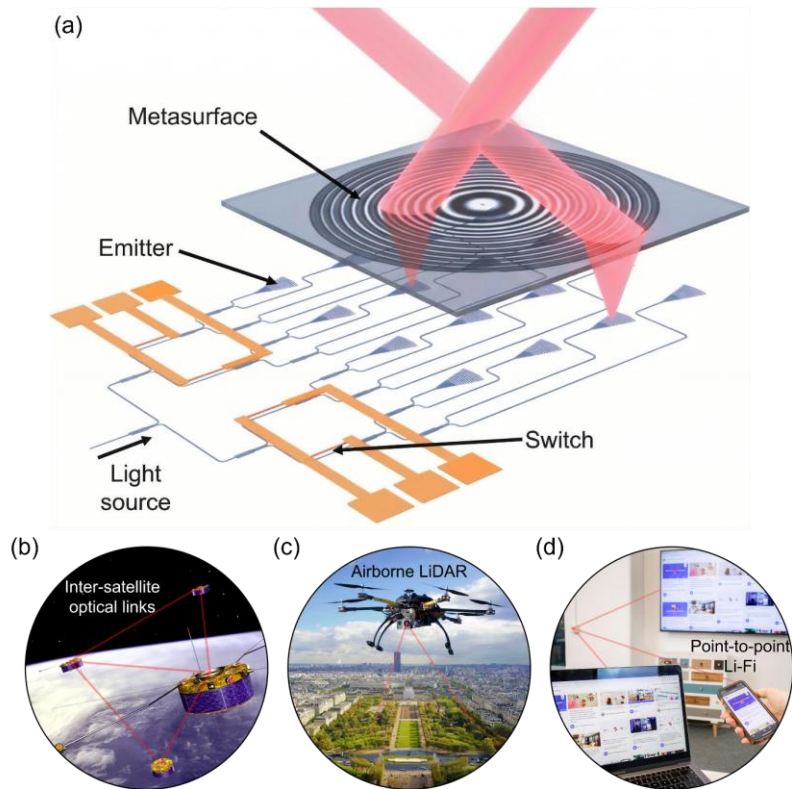 (a)
Metasurface
Emitter
Switch
Light
source
(b)
Inter-satellite
optical links
(c)
Airborne LiDAR
(d)
Point-to-point
Li-Fi